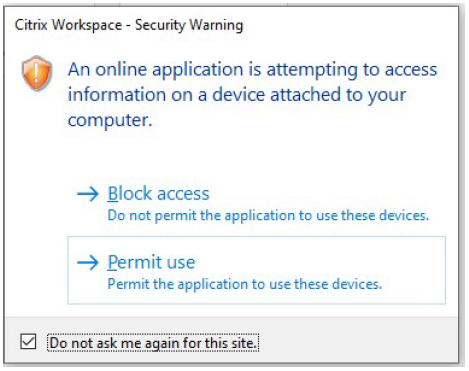 Citrix Workspace - Security Warning
An online application is attempting to access
information on a device attached to your
computer.
Block access
Do not permit the application to use these devices.
Permit use
Permit the application to use these devices.
Do not ask me again for this site.